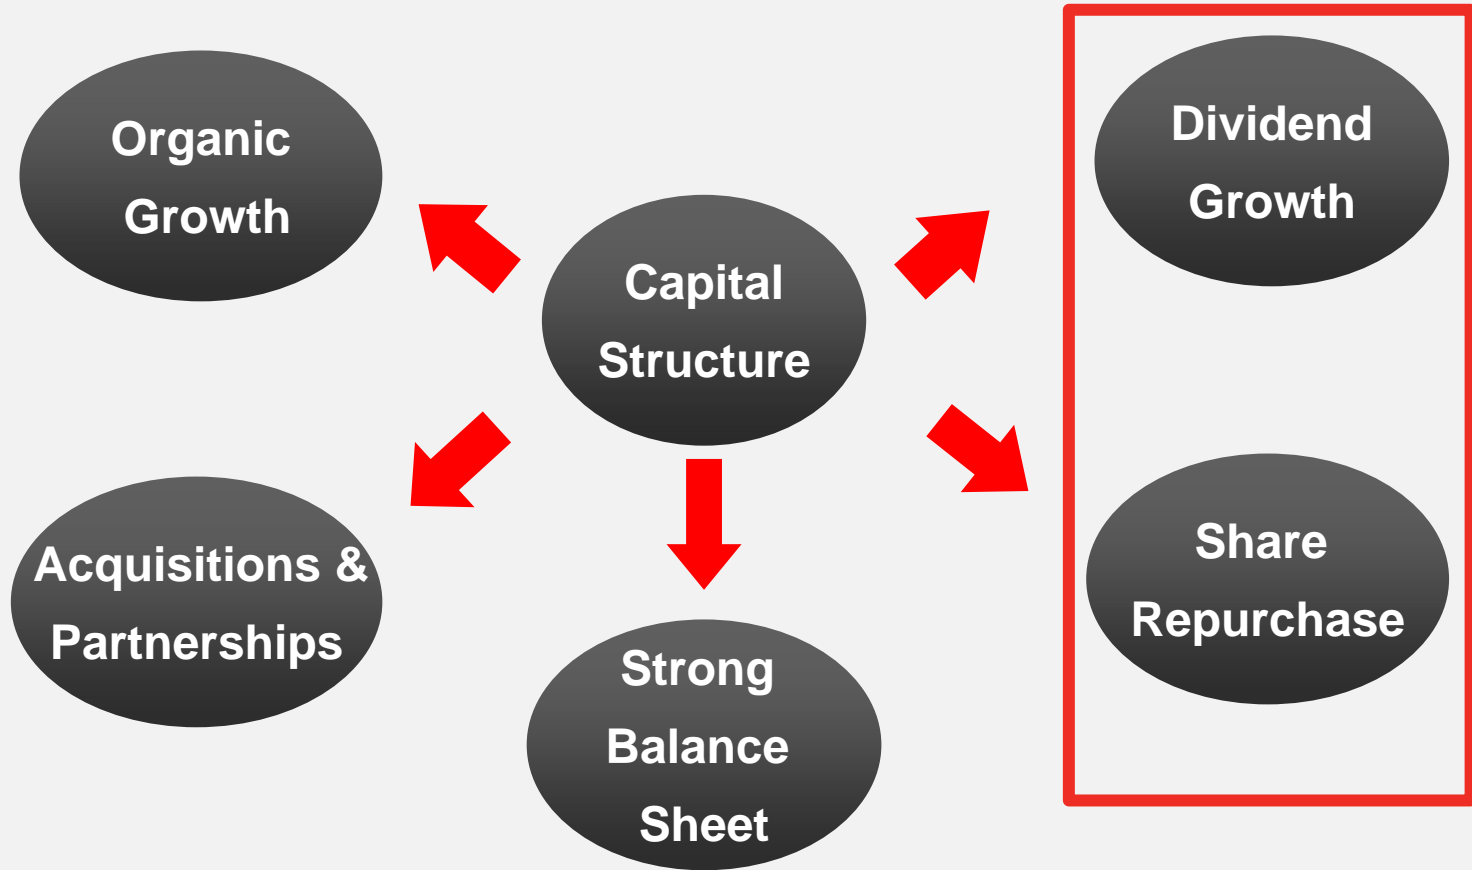 Organic
Growth
Capital
Structure
Dividend
Growth
Acquisitions &
Partnerships
Strong
Balance
Sheet
Share
Repurchase